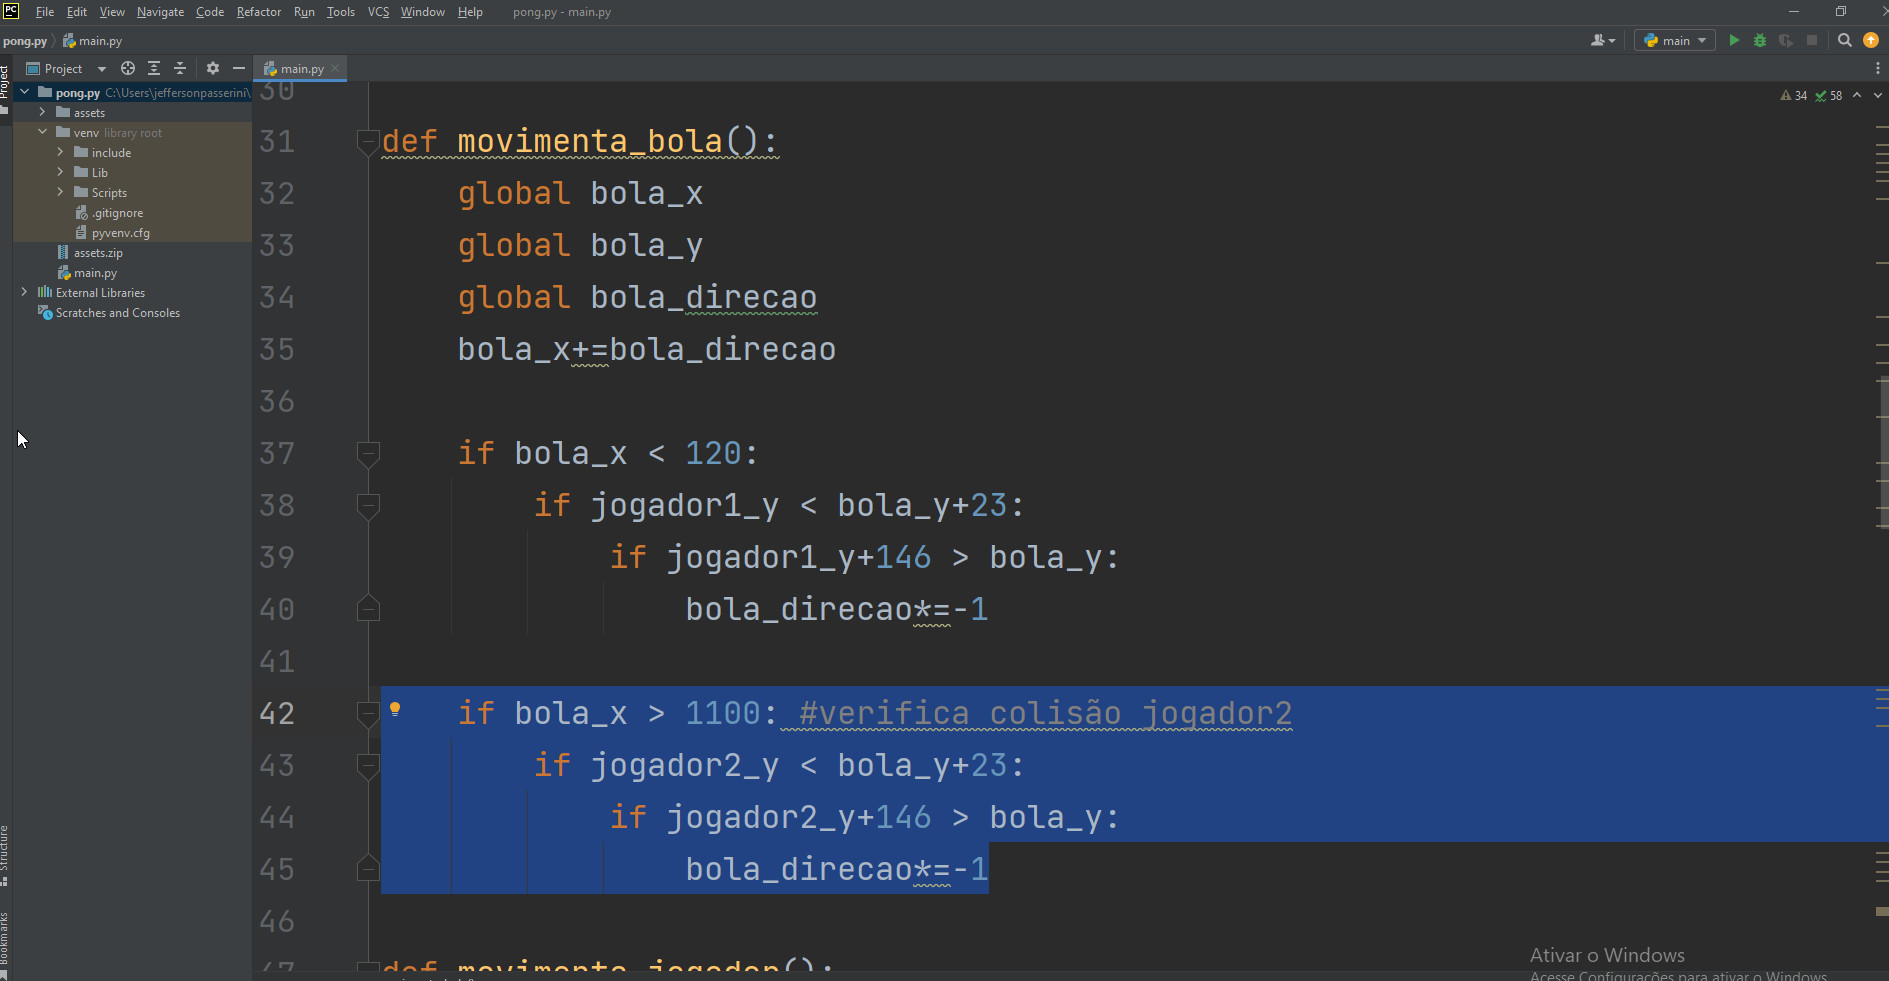 File Edit View Navigate Code Refactor Run Tools VCS Window Help pong.py - main.py
pong.py main.py
main
Project
Project
main.py
34 58
pong.py C:\Users\jeffersonpasserini\
assets
venv library root
include
Lib
Scripts
.gitignore
pyvenv.cfg
assets.zip
main.py
External Libraries
Scratches and Consoles
Structure
Bookmarks
30
31 def movimenta_bola():
32 global bola_x
33 global bola_y
34 global bola_direcao
35 bola_x+=bola_direcao
36
37 if bola_x < 120:
38 if jogador1_y < bola_y+23:
39 if jogador1_y+146 > bola_y:
40 bola_direcao*=-1
41
42 if bola_x > 1100: #verifica colisão jogador2
43 if jogador2_y < bola_y+23:
44 if jogador2_y+146 > bola_y:
45 bola_direcao*=-1
46
47 def movimenta_jogador():
Ativar o Windows
Acesse Configurações para ativar o Windows.